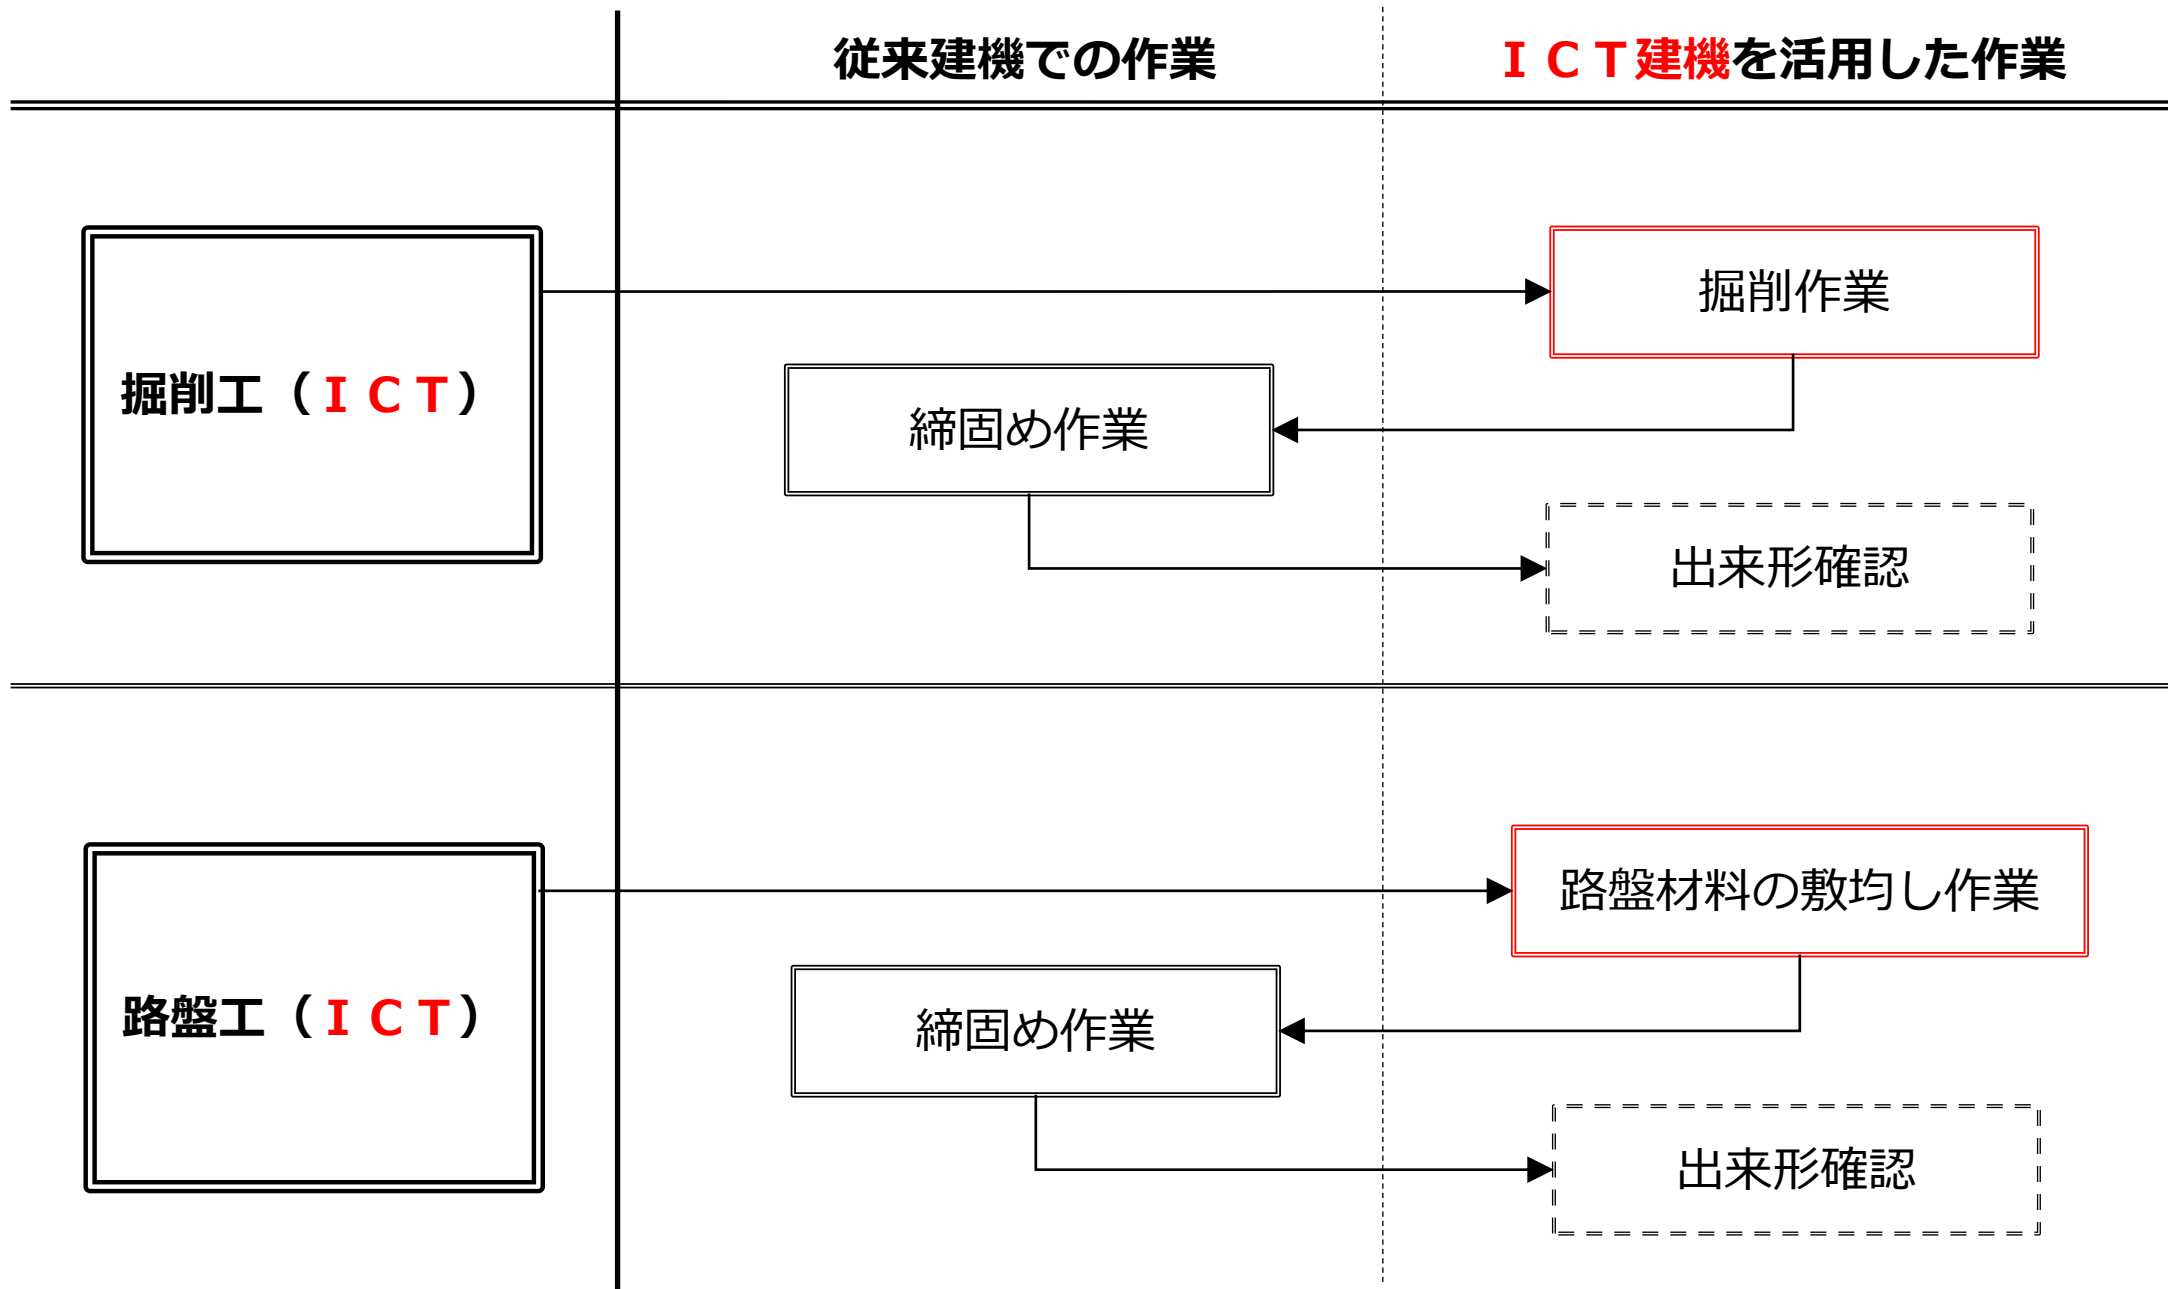 従来建機での作業
ＩＣＴ建機を活用した作業
掘削工（ＩＣＴ）
掘削作業
締固め作業
出来形確認
路盤工（ＩＣＴ）
路盤材料の敷均し作業
締固め作業
出来形確認